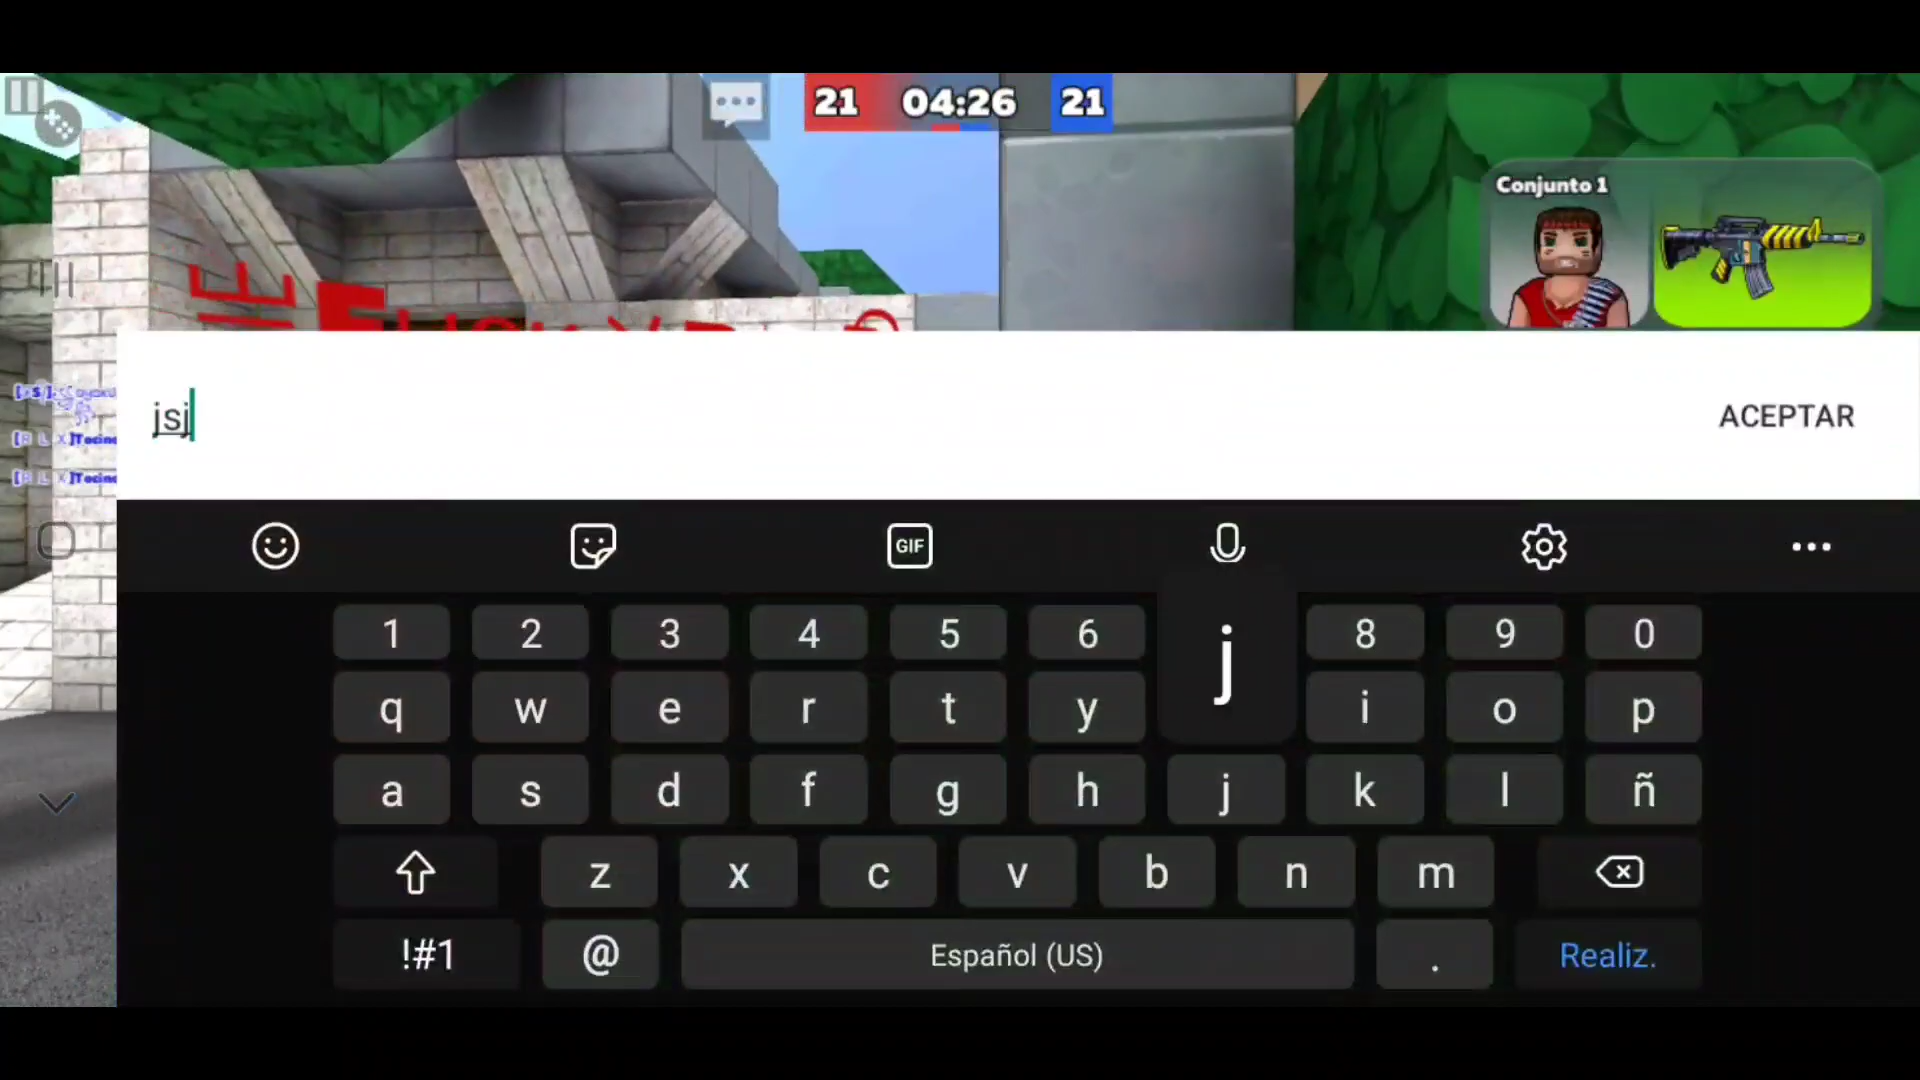 21 04:26 21
Conjunto 1
jsj
ACEPTAR
GIF
1 2 3 4 5 6 8 9 0
j
q w e r t y i o p
a s d f g h j k l ñ
z x c v b n m
!#1 @ Español (US) . Realiz.